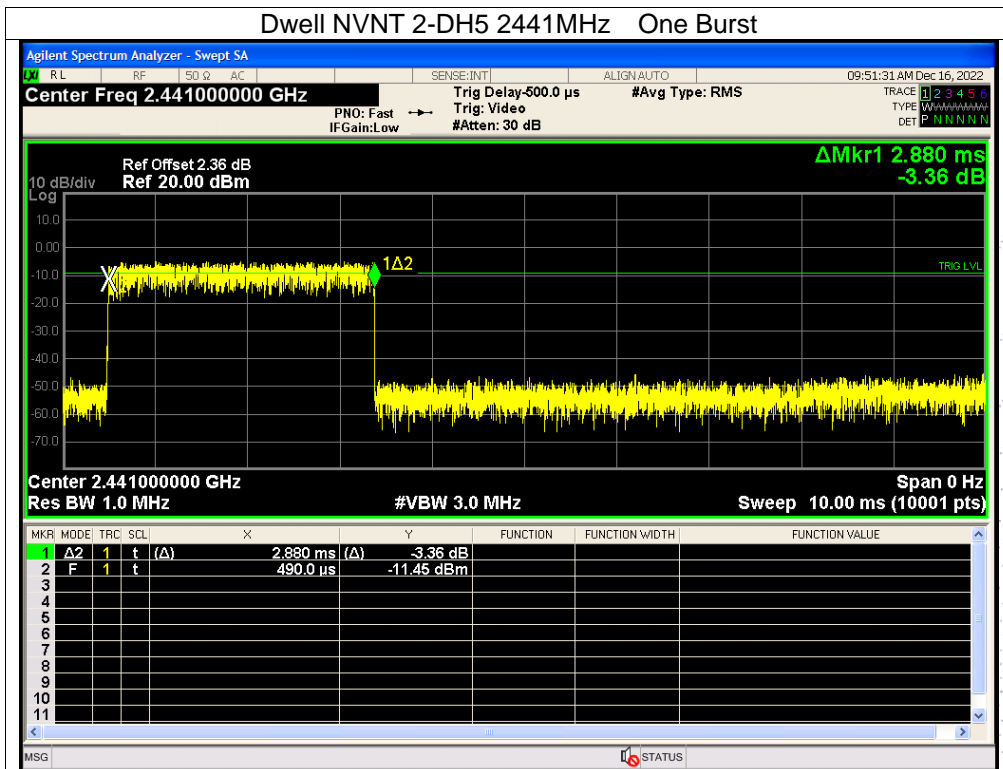 Dwell NVNT 2-DH5 2441MHz One Burst
Agilent Spectrum Analyzer - Swept SA
LXI RL RF 50 Ω AC SENSE:INT ALIGN AUTO 09:51:31 AM Dec 16, 2022
Center Freq 2.441000000 GHz Trig Delay-500.0 µs #Avg Type: RMS TRACE 1 2 3 4 5 6
PNO: Fast Trig: Video TYPE WWWWWW
IFGain:Low #Atten: 30 dB DET P N N N N N
ΔMkr1 2.880 ms
-3.36 dB
Ref Offset 2.36 dB
10 dB/div Ref 20.00 dBm
Log
10.0
0.00
-10.0
-20.0
-30.0
-40.0
-50.0
-60.0
-70.0
X
1Δ2
TRIG LVL
Center 2.441000000 GHz Span 0 Hz
Res BW 1.0 MHz #VBW 3.0 MHz Sweep 10.00 ms (10001 pts)
MKR MODE TRC SCL X Y FUNCTION FUNCTION WIDTH FUNCTION VALUE
1 Δ2 1 t (Δ) 2.880 ms (Δ) -3.36 dB
2 F 1 t 490.0 µs -11.45 dBm
3
4
5
6
7
8
9
10
11
MSG STATUS